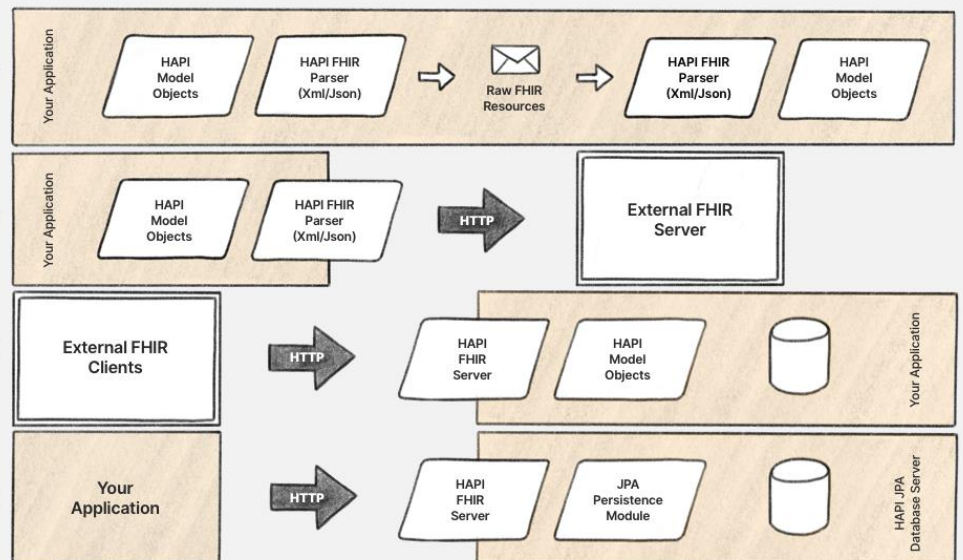 Your Application
HAPI
Model
Objects
HAPI FHIR
Parser
(Xml/Json)
Raw FHIR
Resources
HAPI FHIR
Parser
(Xml/Json)
HAPI
Model
Objects
Your Application
HAPI
Model
Objects
HAPI FHIR
Parser
(Xml/Json)
HTTP
External FHIR
Server
External FHIR
Clients
HTTP
HAPI
FHIR
Server
HAPI
Model
Objects
Your Application
Your
Application
HTTP
HAPI
FHIR
Server
JPA
Persistence
Module
HAPI JPA
Database Server